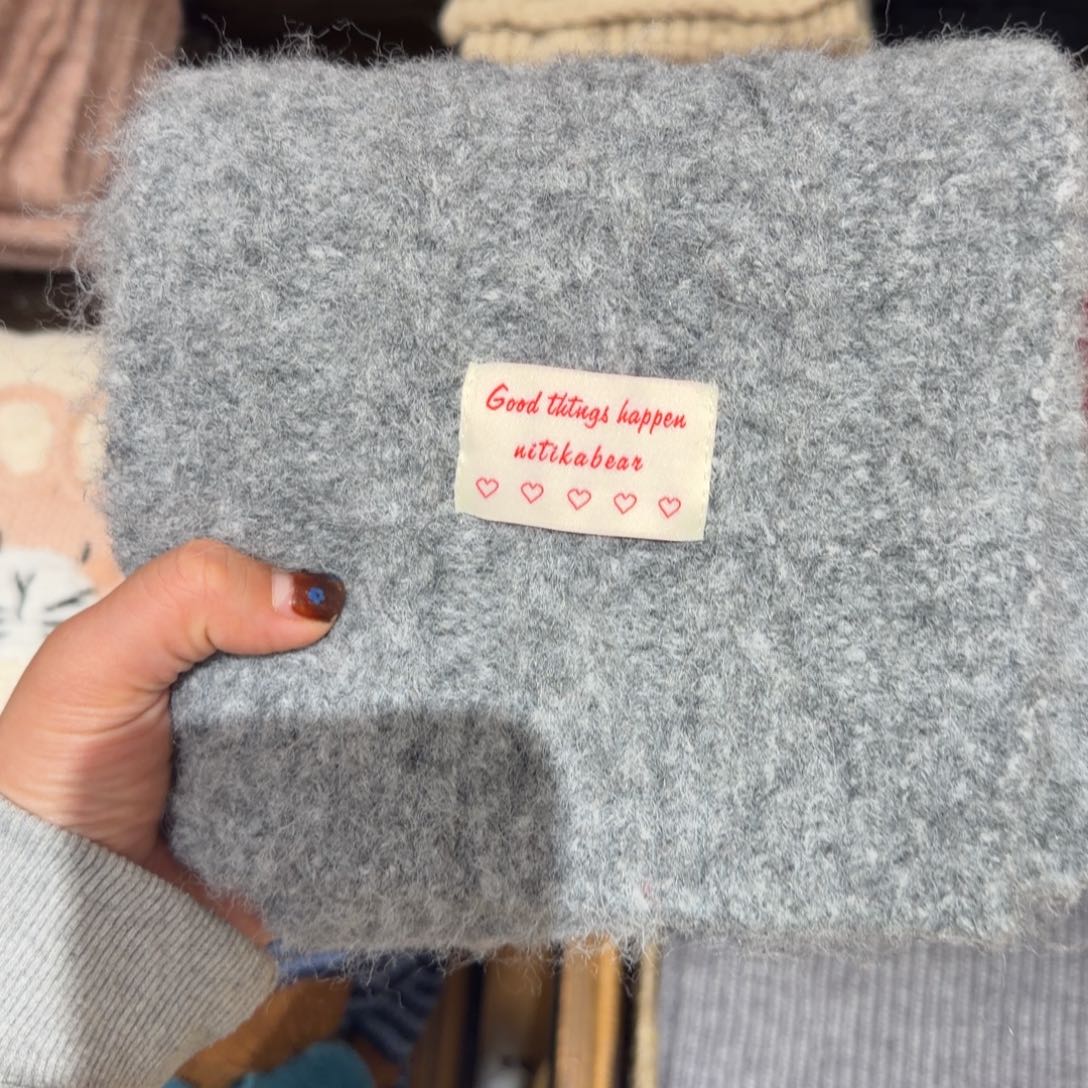 Good things happen
nitikabear
♡ ♡ ♡ ♡ ♡